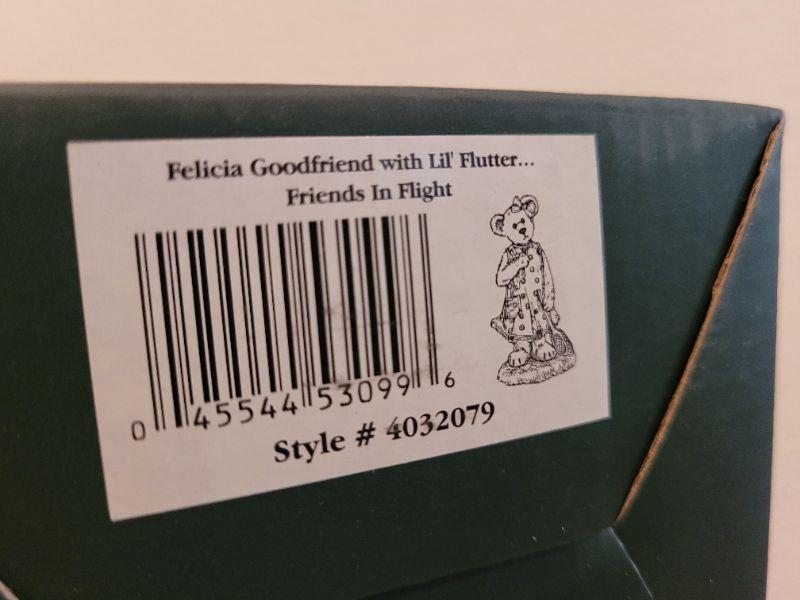 Felicia Goodfriend with Lil' Flutter...
Friends In Flight
0 45544 53099 6
Style # 4032079